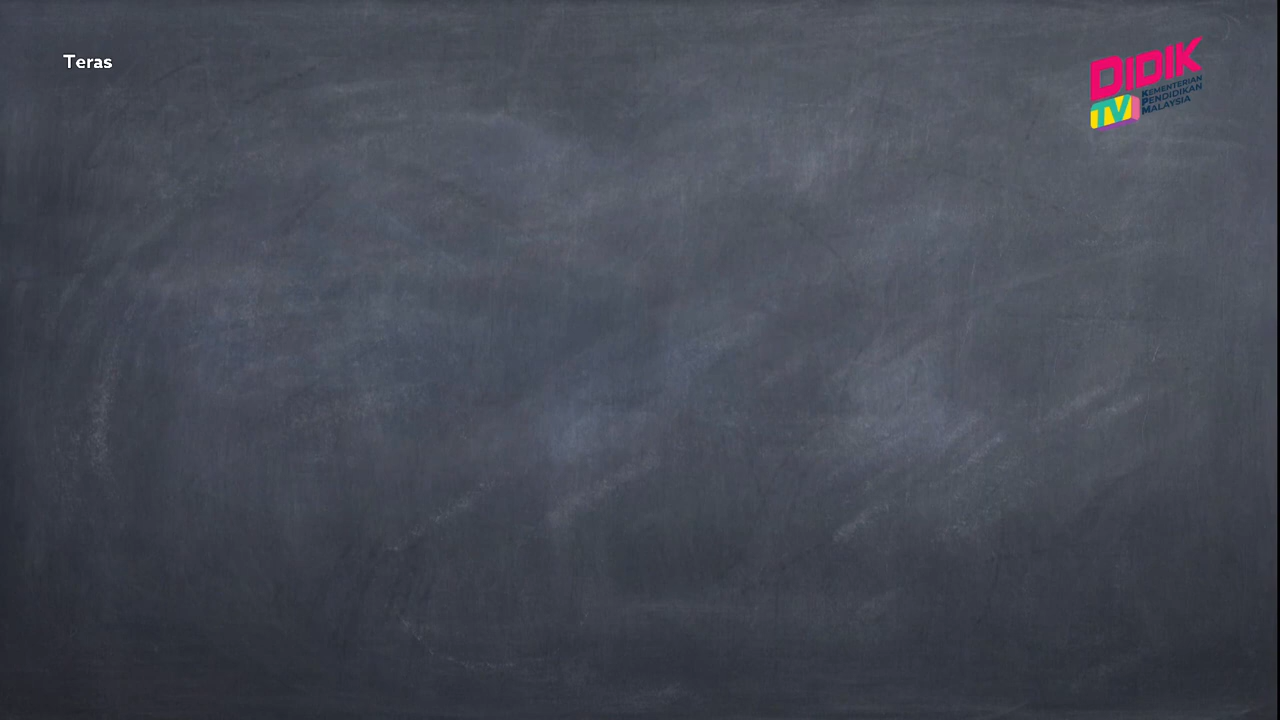 Teras
DIDIK
TV
KEMENTERIAN
PENDIDIKAN
MALAYSIA